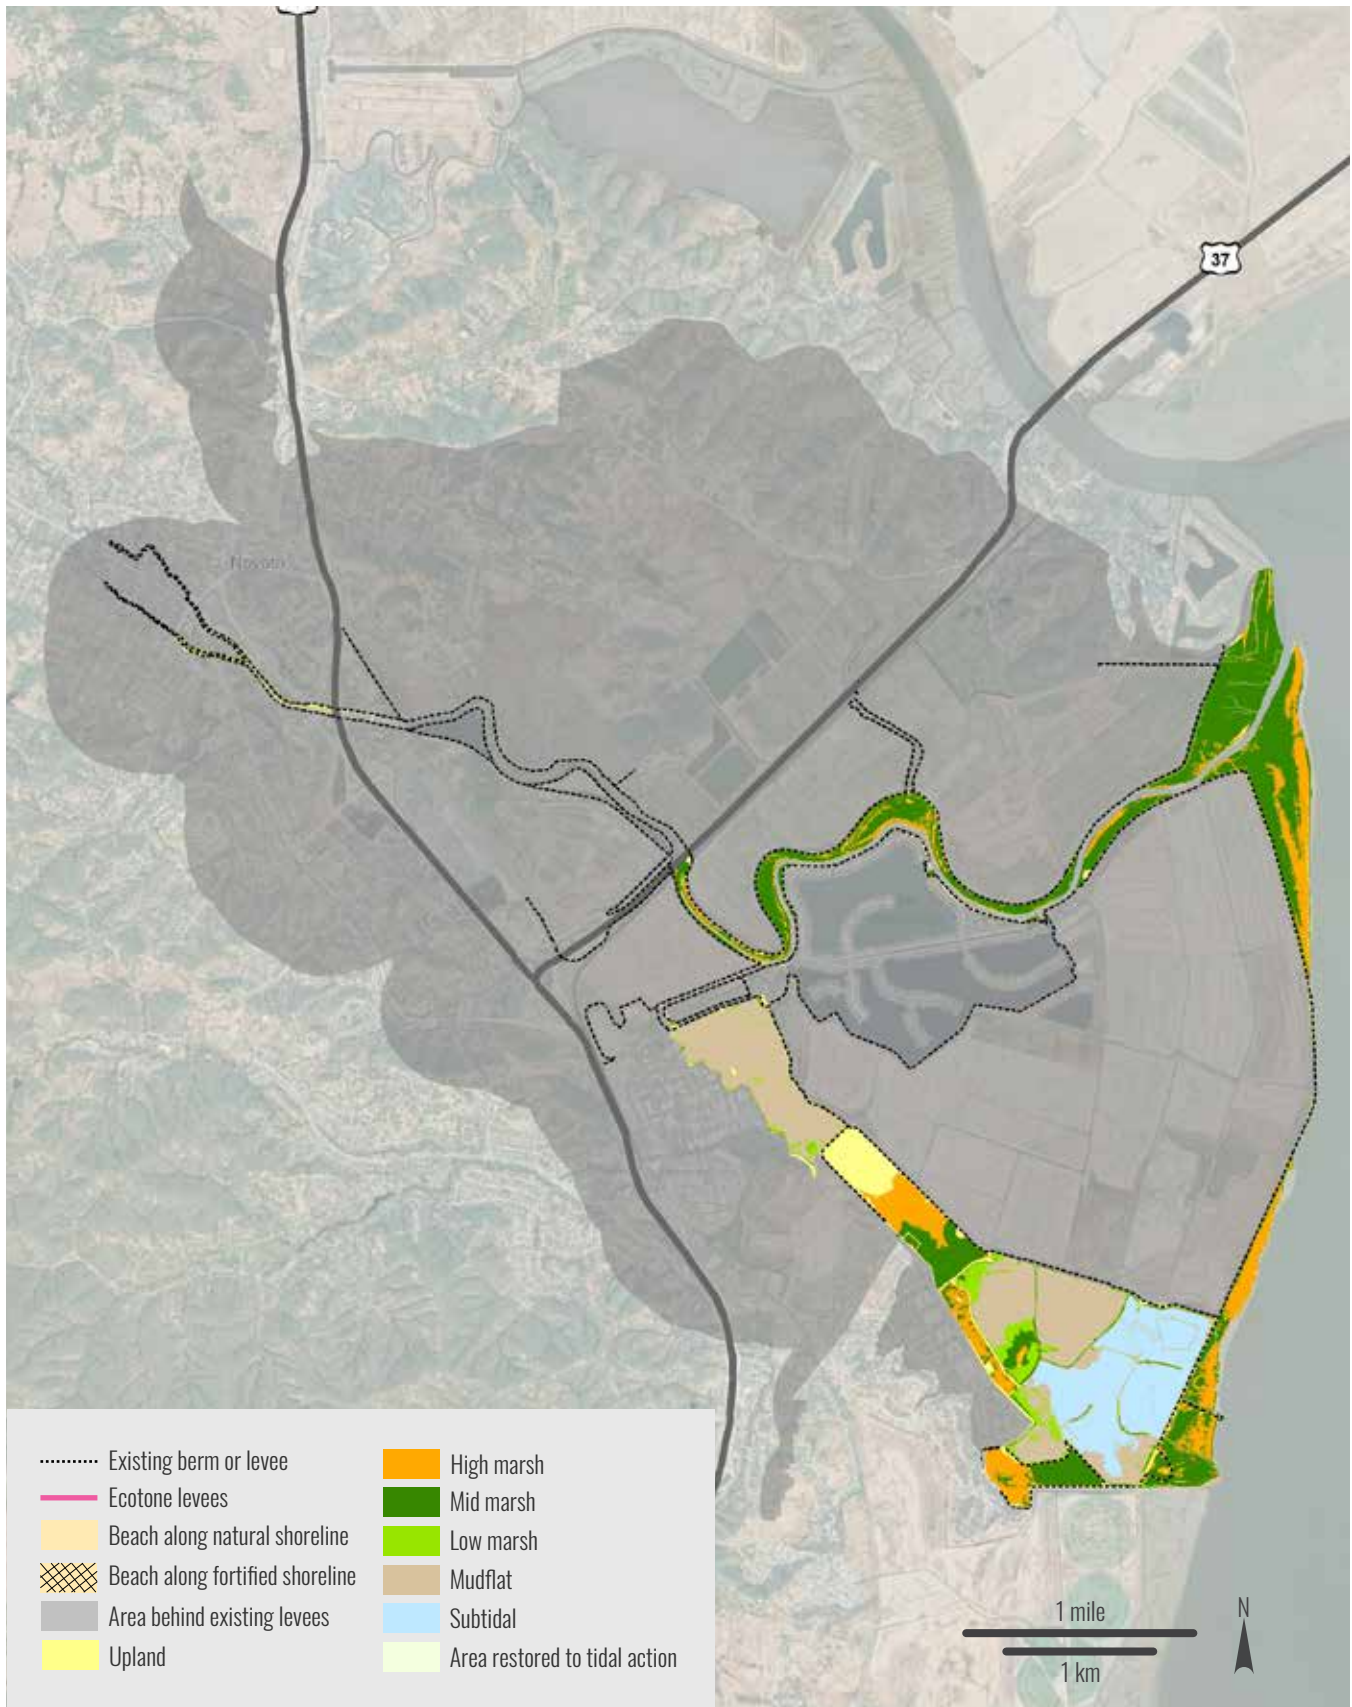 37
Novato
Existing berm or levee
Ecotone levees
Beach along natural shoreline
Beach along fortified shoreline
Area behind existing levees
Upland
High marsh
Mid marsh
Low marsh
Mudflat
Subtidal
Area restored to tidal action
1 mile
1 km
N